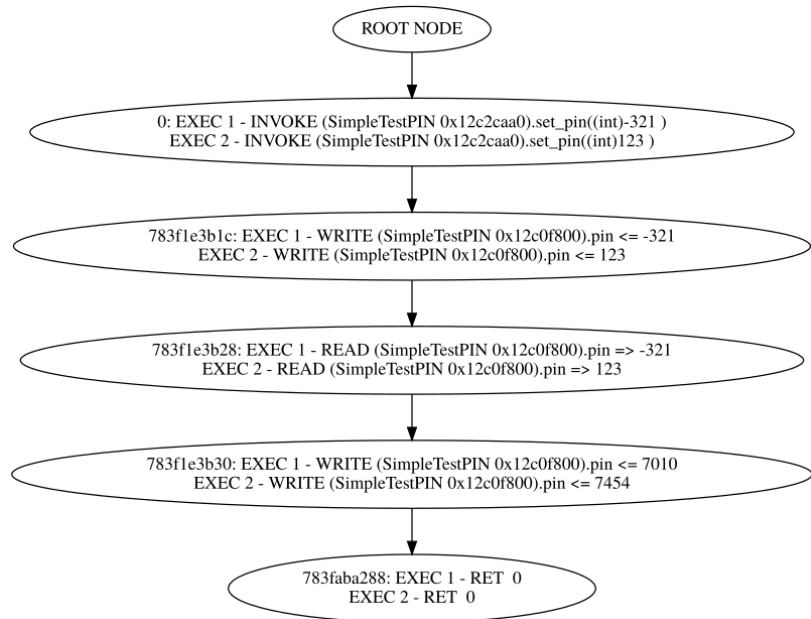 ROOT NODE
0: EXEC 1 - INVOKE (SimpleTestPIN 0x12c2caa0).set_pin((int)-321 )
EXEC 2 - INVOKE (SimpleTestPIN 0x12c2caa0).set_pin((int)123 )
783f1e3b1c: EXEC 1 - WRITE (SimpleTestPIN 0x12c0f800).pin <= -321
EXEC 2 - WRITE (SimpleTestPIN 0x12c0f800).pin <= 123
783f1e3b28: EXEC 1 - READ (SimpleTestPIN 0x12c0f800).pin => -321
EXEC 2 - READ (SimpleTestPIN 0x12c0f800).pin => 123
783f1e3b30: EXEC 1 - WRITE (SimpleTestPIN 0x12c0f800).pin <= 7010
EXEC 2 - WRITE (SimpleTestPIN 0x12c0f800).pin <= 7454
783faba288: EXEC 1 - RET  0
EXEC 2 - RET  0